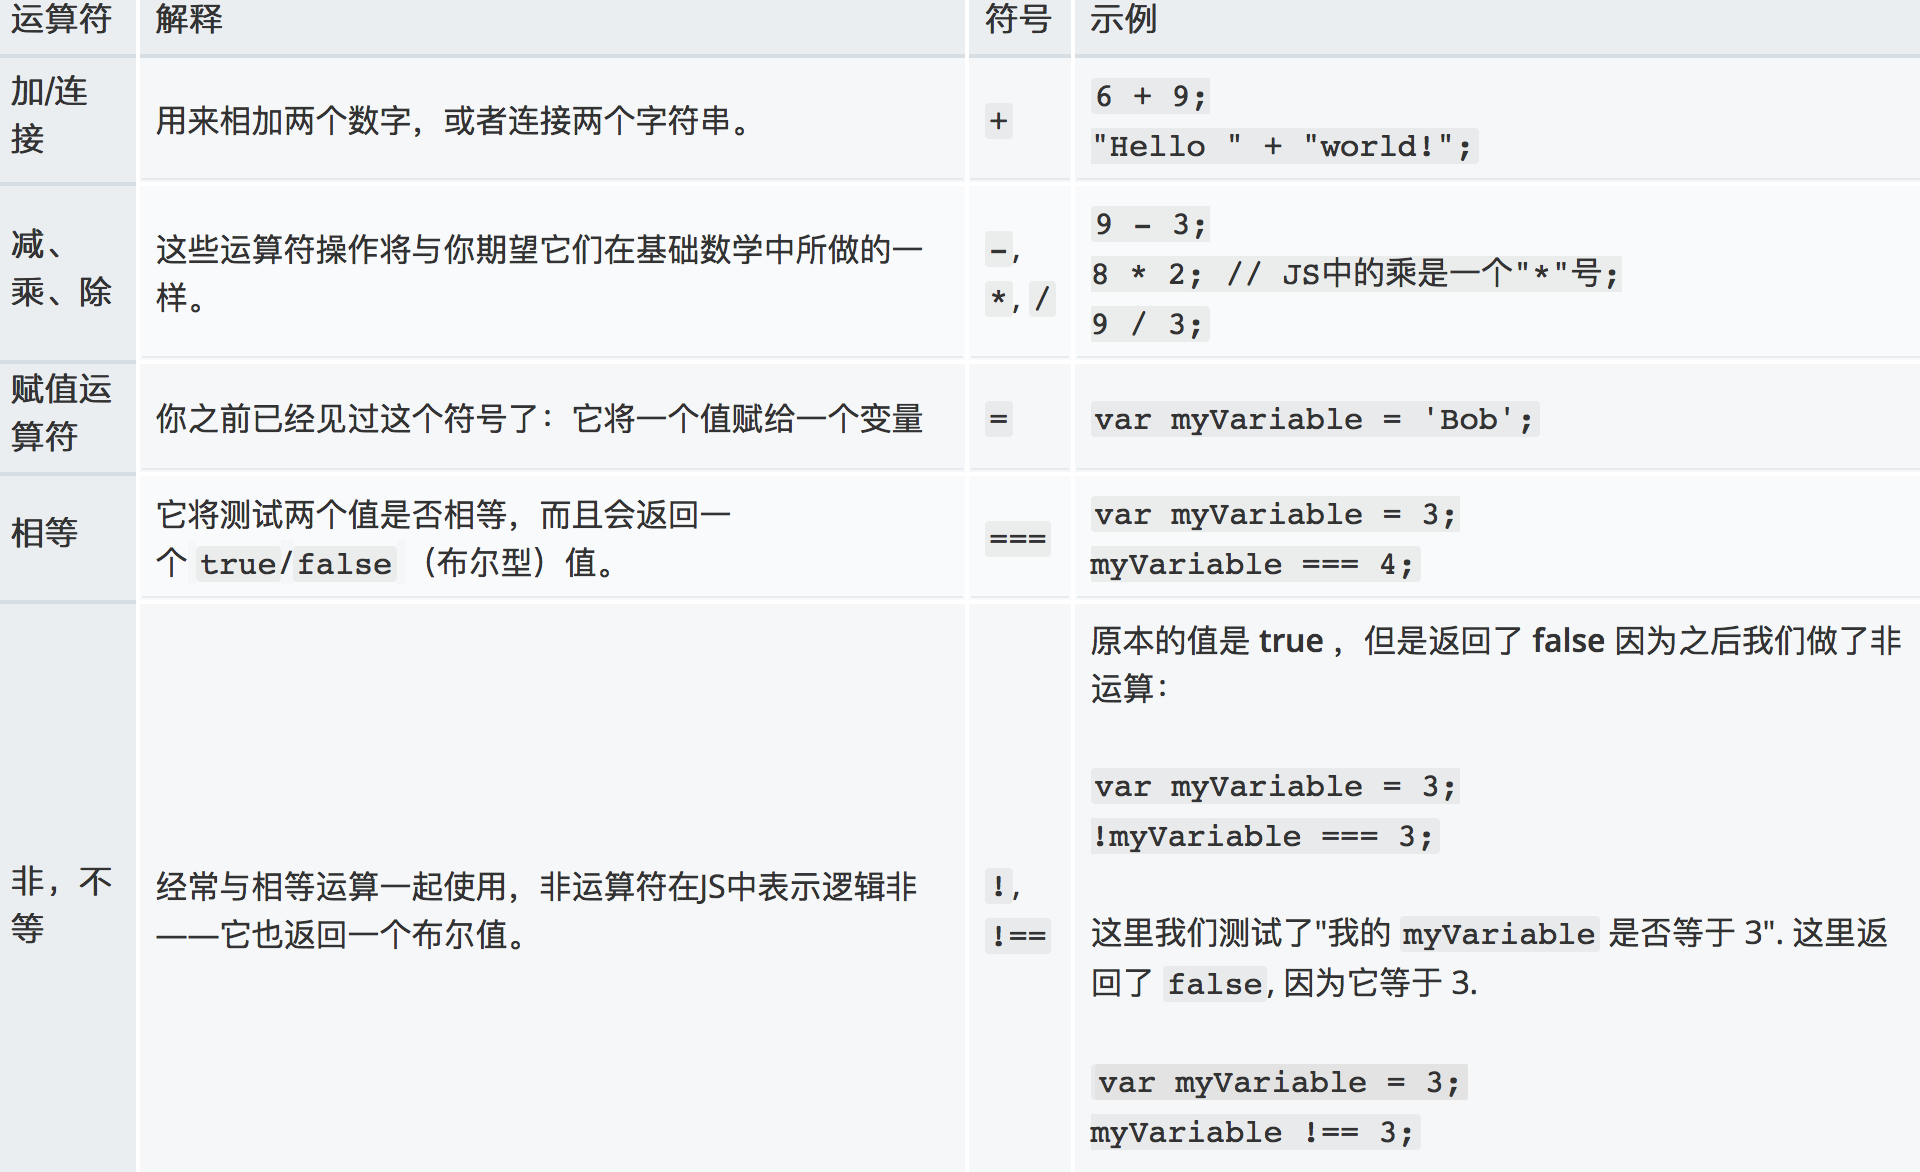 运算符 解释 符号 示例
加/连
接
用来相加两个数字，或者连接两个字符串。
+
6 + 9;
"Hello " + "world!";
减、
乘、除
这些运算符操作将与你期望它们在基础数学中所做的一
样。
-,
*, /
9 - 3;
8 * 2; // JS中的乘是一个"*"号;
9 / 3;
赋值运
算符
你之前已经见过这个符号了：它将一个值赋给一个变量
=
var myVariable = 'Bob';
相等
它将测试两个值是否相等，而且会返回一
个 true/false （布尔型）值。
===
var myVariable = 3;
myVariable === 4;
非，不
等
经常与相等运算一起使用，非运算符在JS中表示逻辑非
——它也返回一个布尔值。
!,
!==
原本的值是 true ，但是返回了 false 因为之后我们做了非
运算：
var myVariable = 3;
!myVariable === 3;
这里我们测试了"我的 myVariable 是否等于 3". 这里返
回了 false, 因为它等于 3.
var myVariable = 3;
myVariable !== 3;